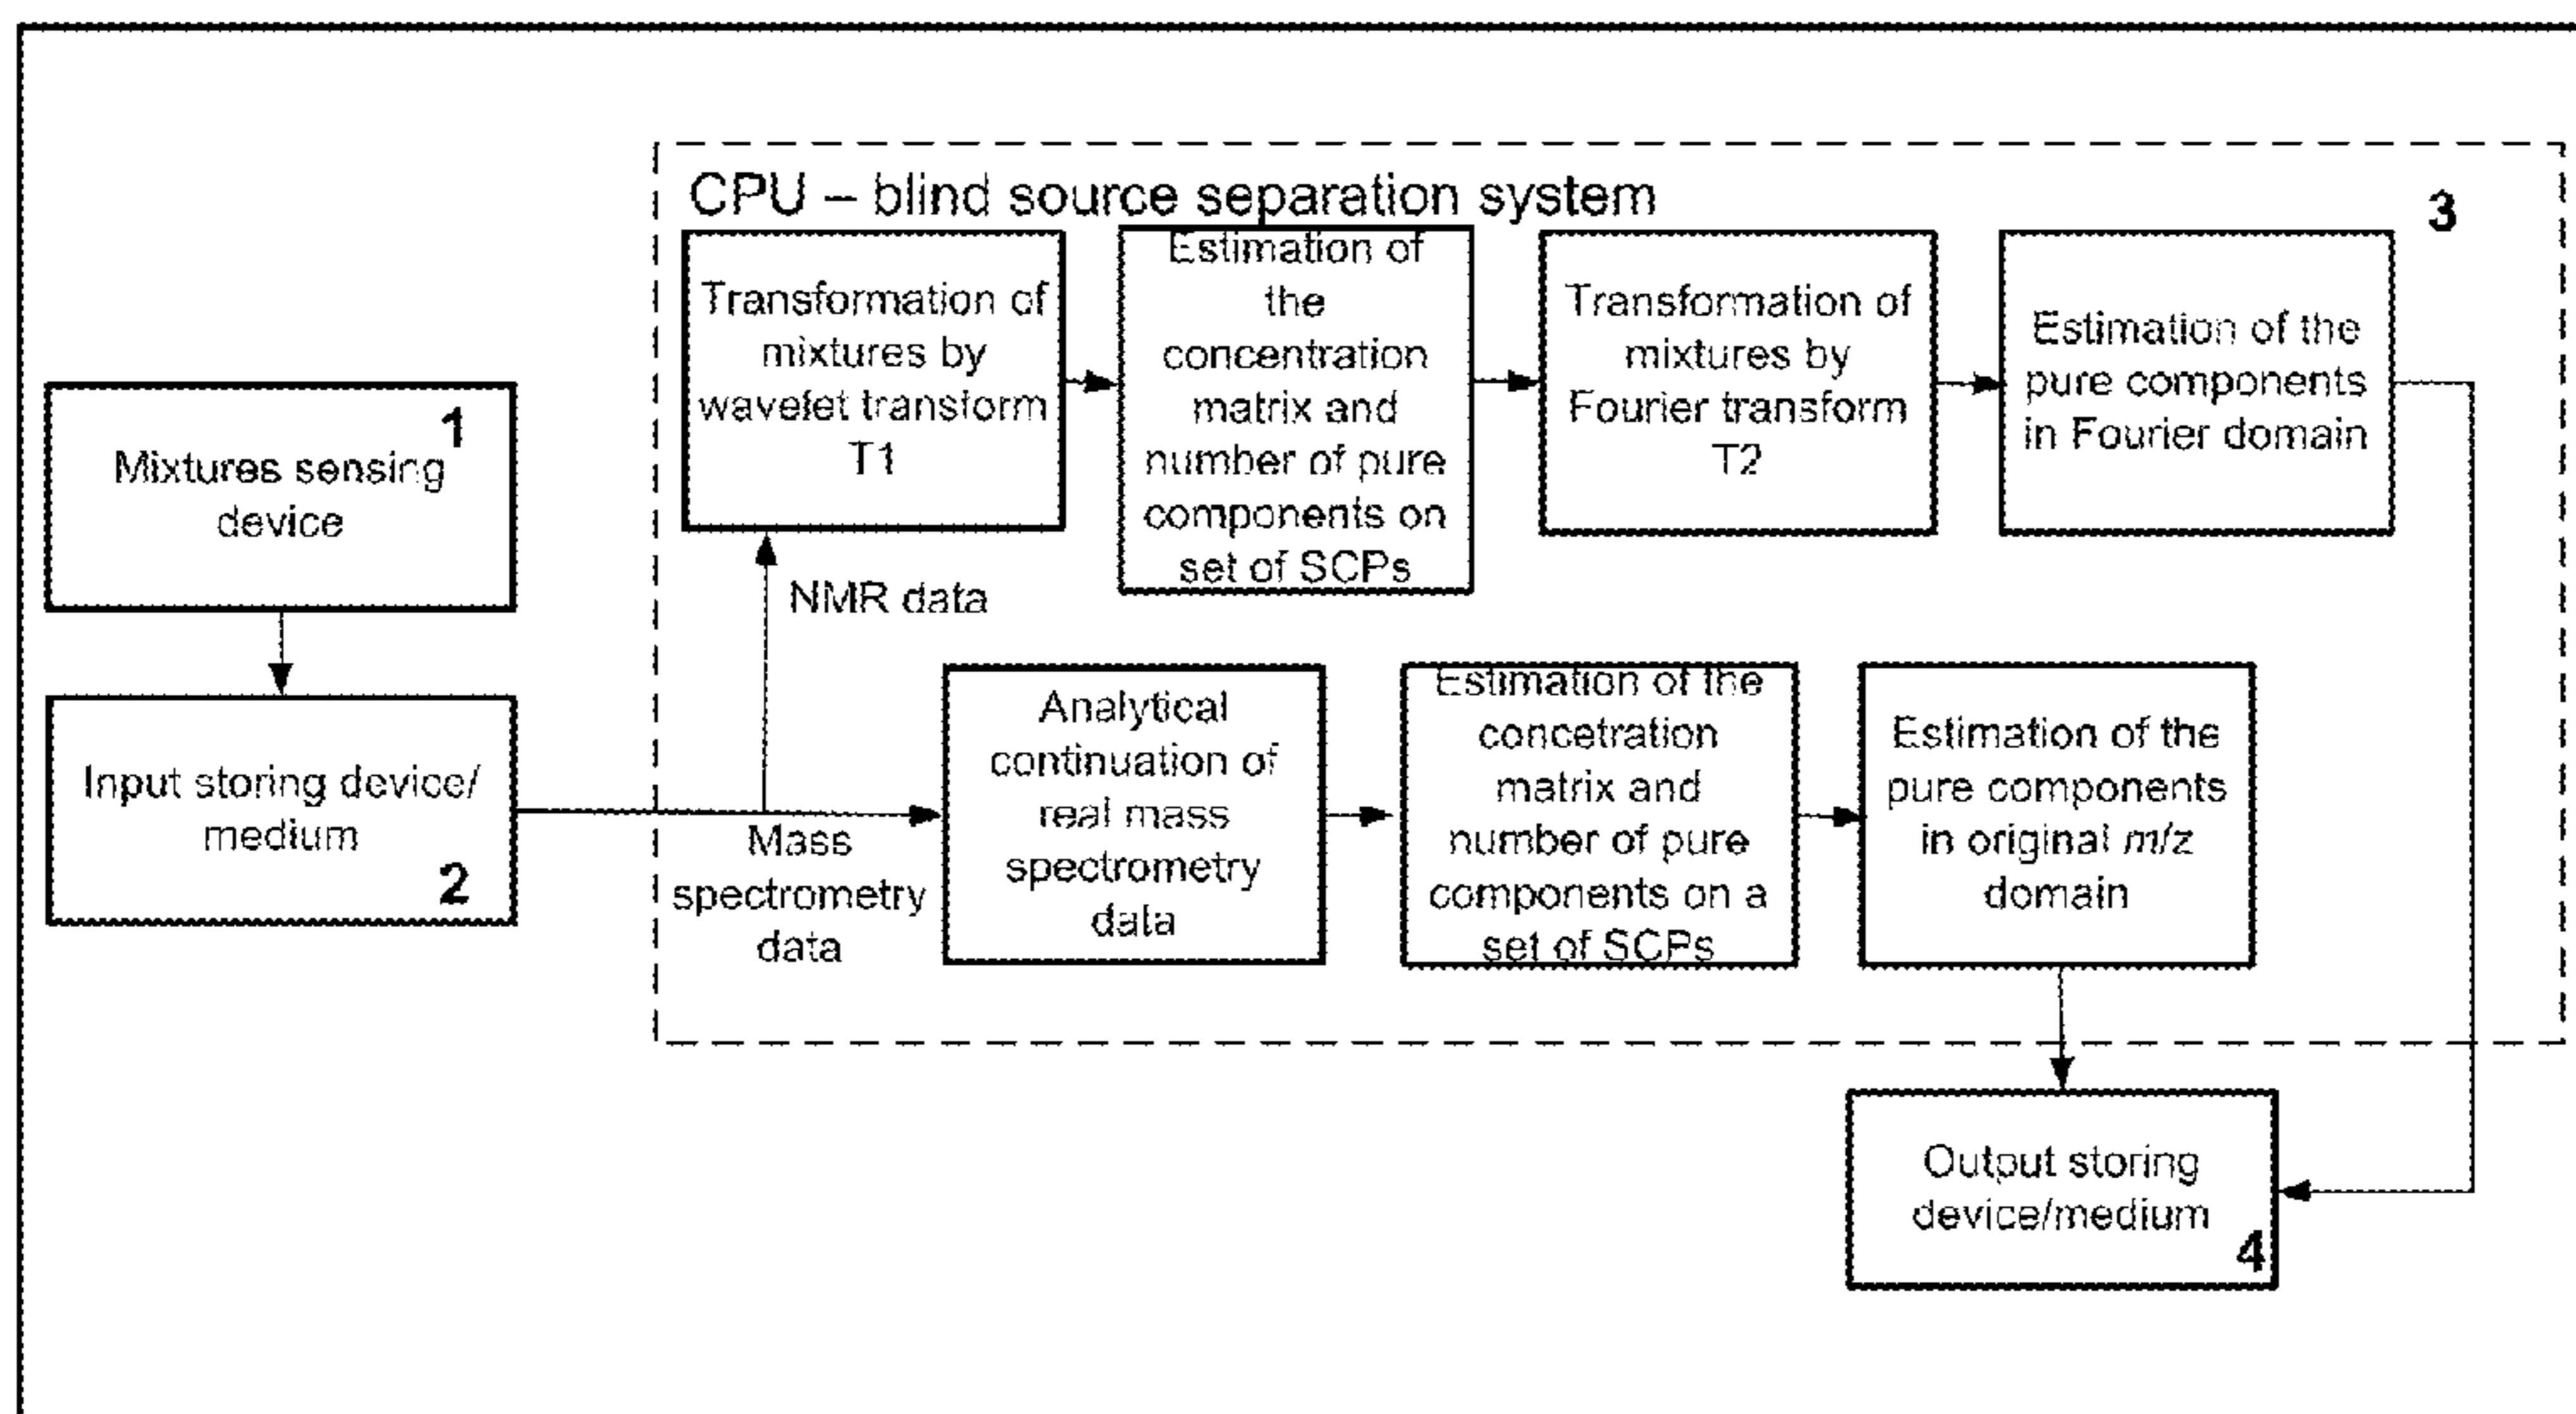 CPU – blind source separation system
3
Transformation of
mixtures by
wavelet transform
T1
Estimation of
the
concentration
matrix and
number of pure
components on
set of SCPs
Transformation of
mixtures by
Fourier transform
T2
Estimation of the
pure components
in Fourier domain
1
Mixtures sensing
device
NMR data
Input storing device/
medium
2
Mass
spectrometry
data
Analytical
continuation of
real mass
spectrometry
data
Estimation of the
concetration
matrix and
number of pure
components on a
set of SCPs
Estimation of the
pure components
in original m/z
domain
Output storing
device/medium
4